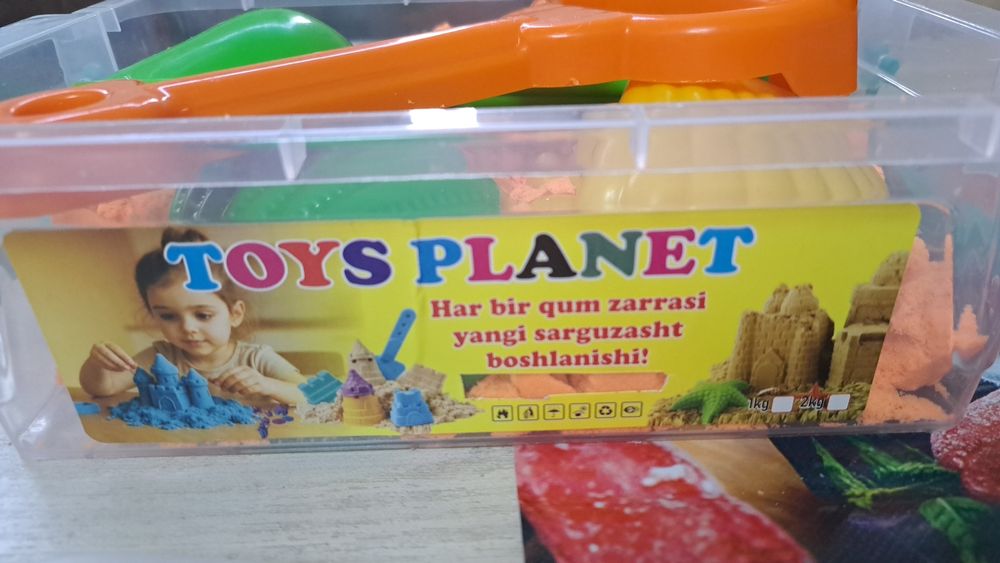 TOYS PLANET
Har bir qum zarrasi
yangi sarguzasht
boshlanishi!
1kg 2kg